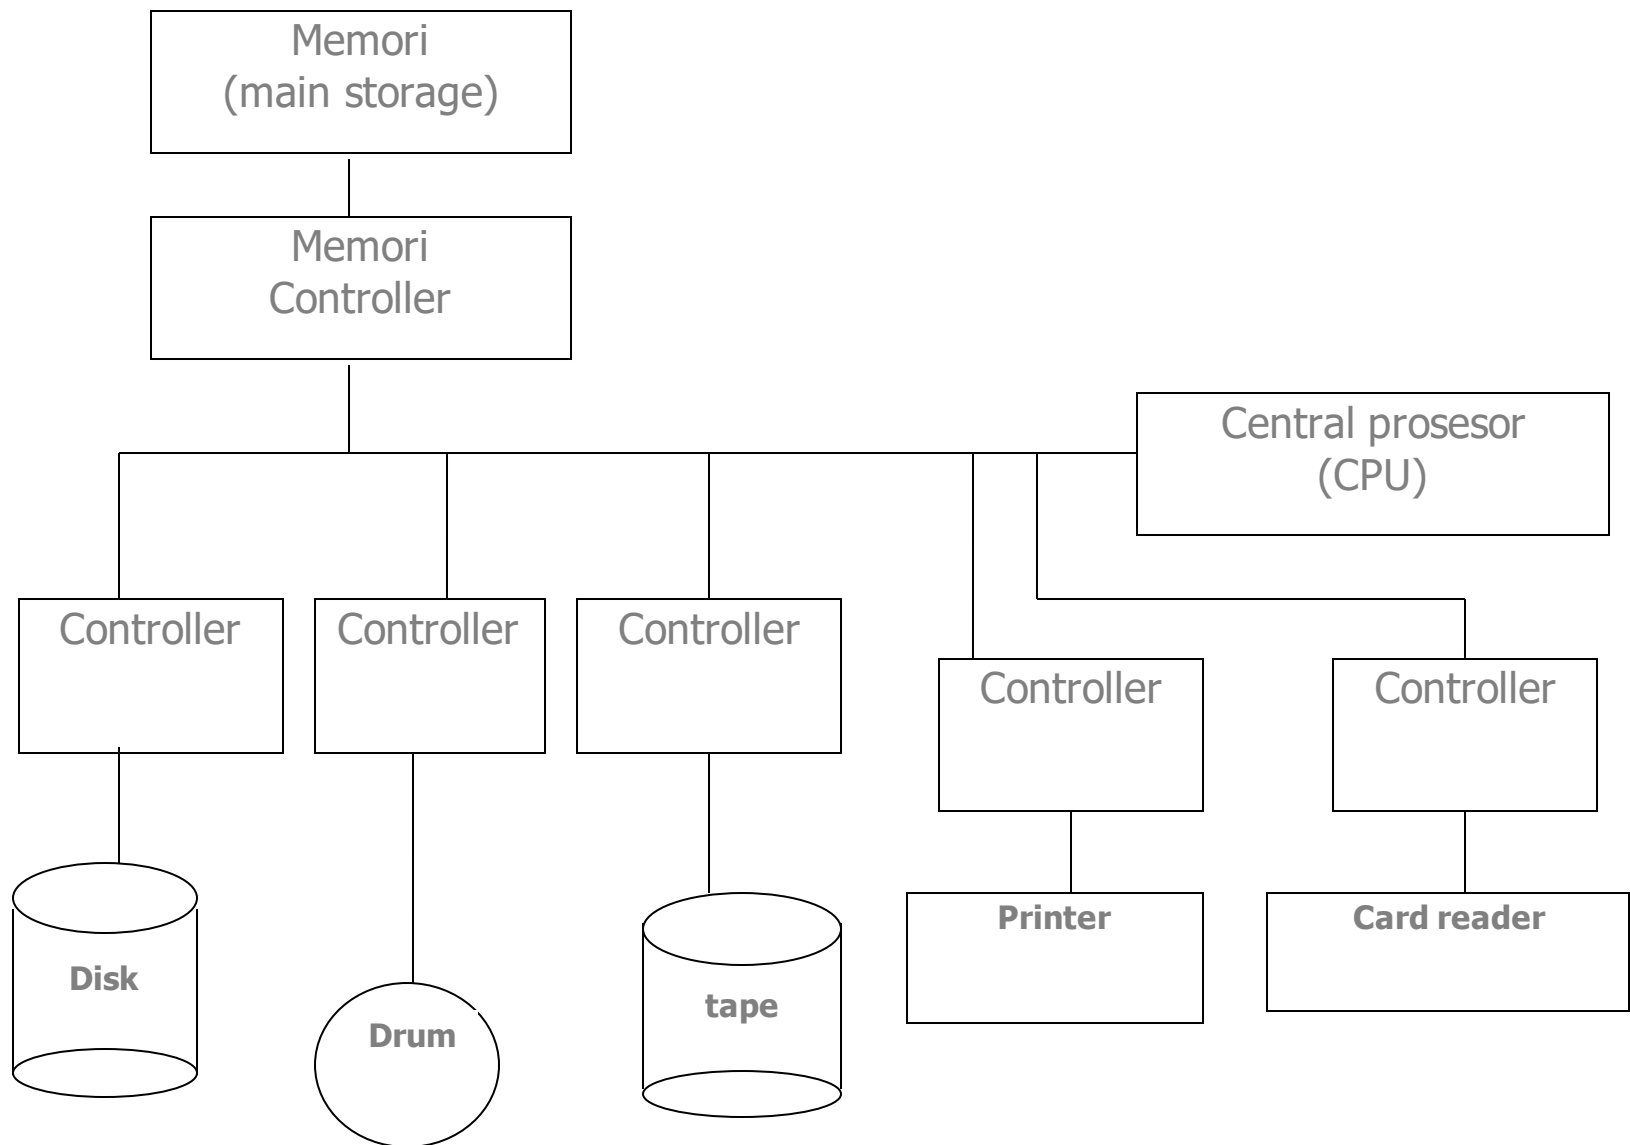 Memori
(main storage)
Memori
Controller
Central prosesor
(CPU)
Controller
Controller
Controller
Controller
Controller
Disk
Drum
tape
Printer
Card reader